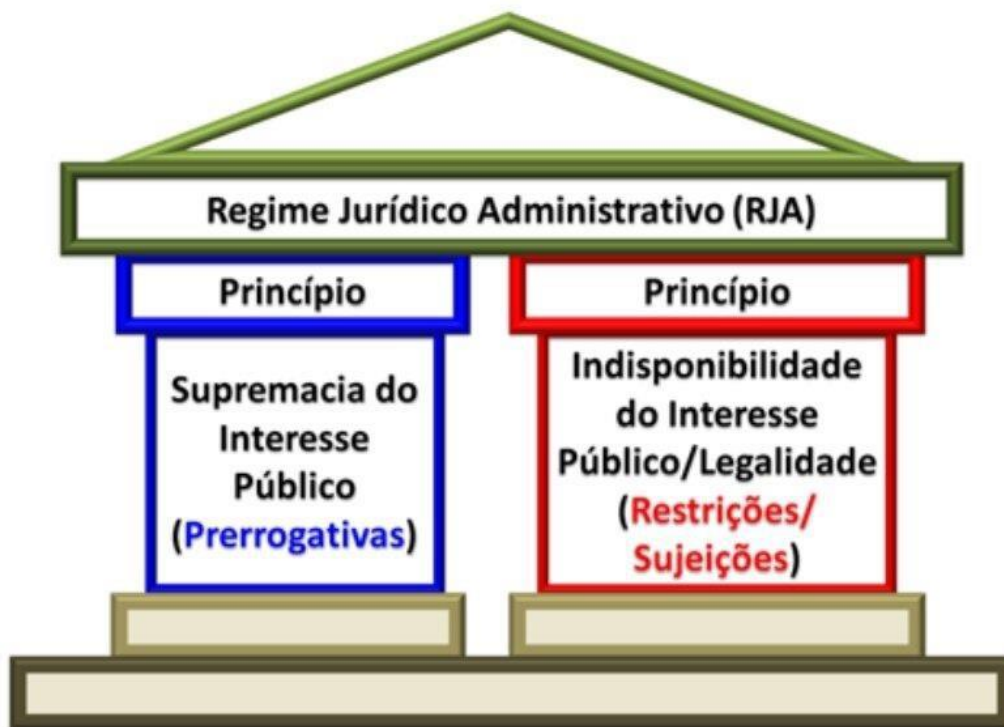 Regime Jurídico Administrativo (RJA)
Princípio
Supremacia do
Interesse
Público
(Prerrogativas)
Princípio
Indisponibilidade
do Interesse
Público/Legalidade
(Restrições/
Sujeições)